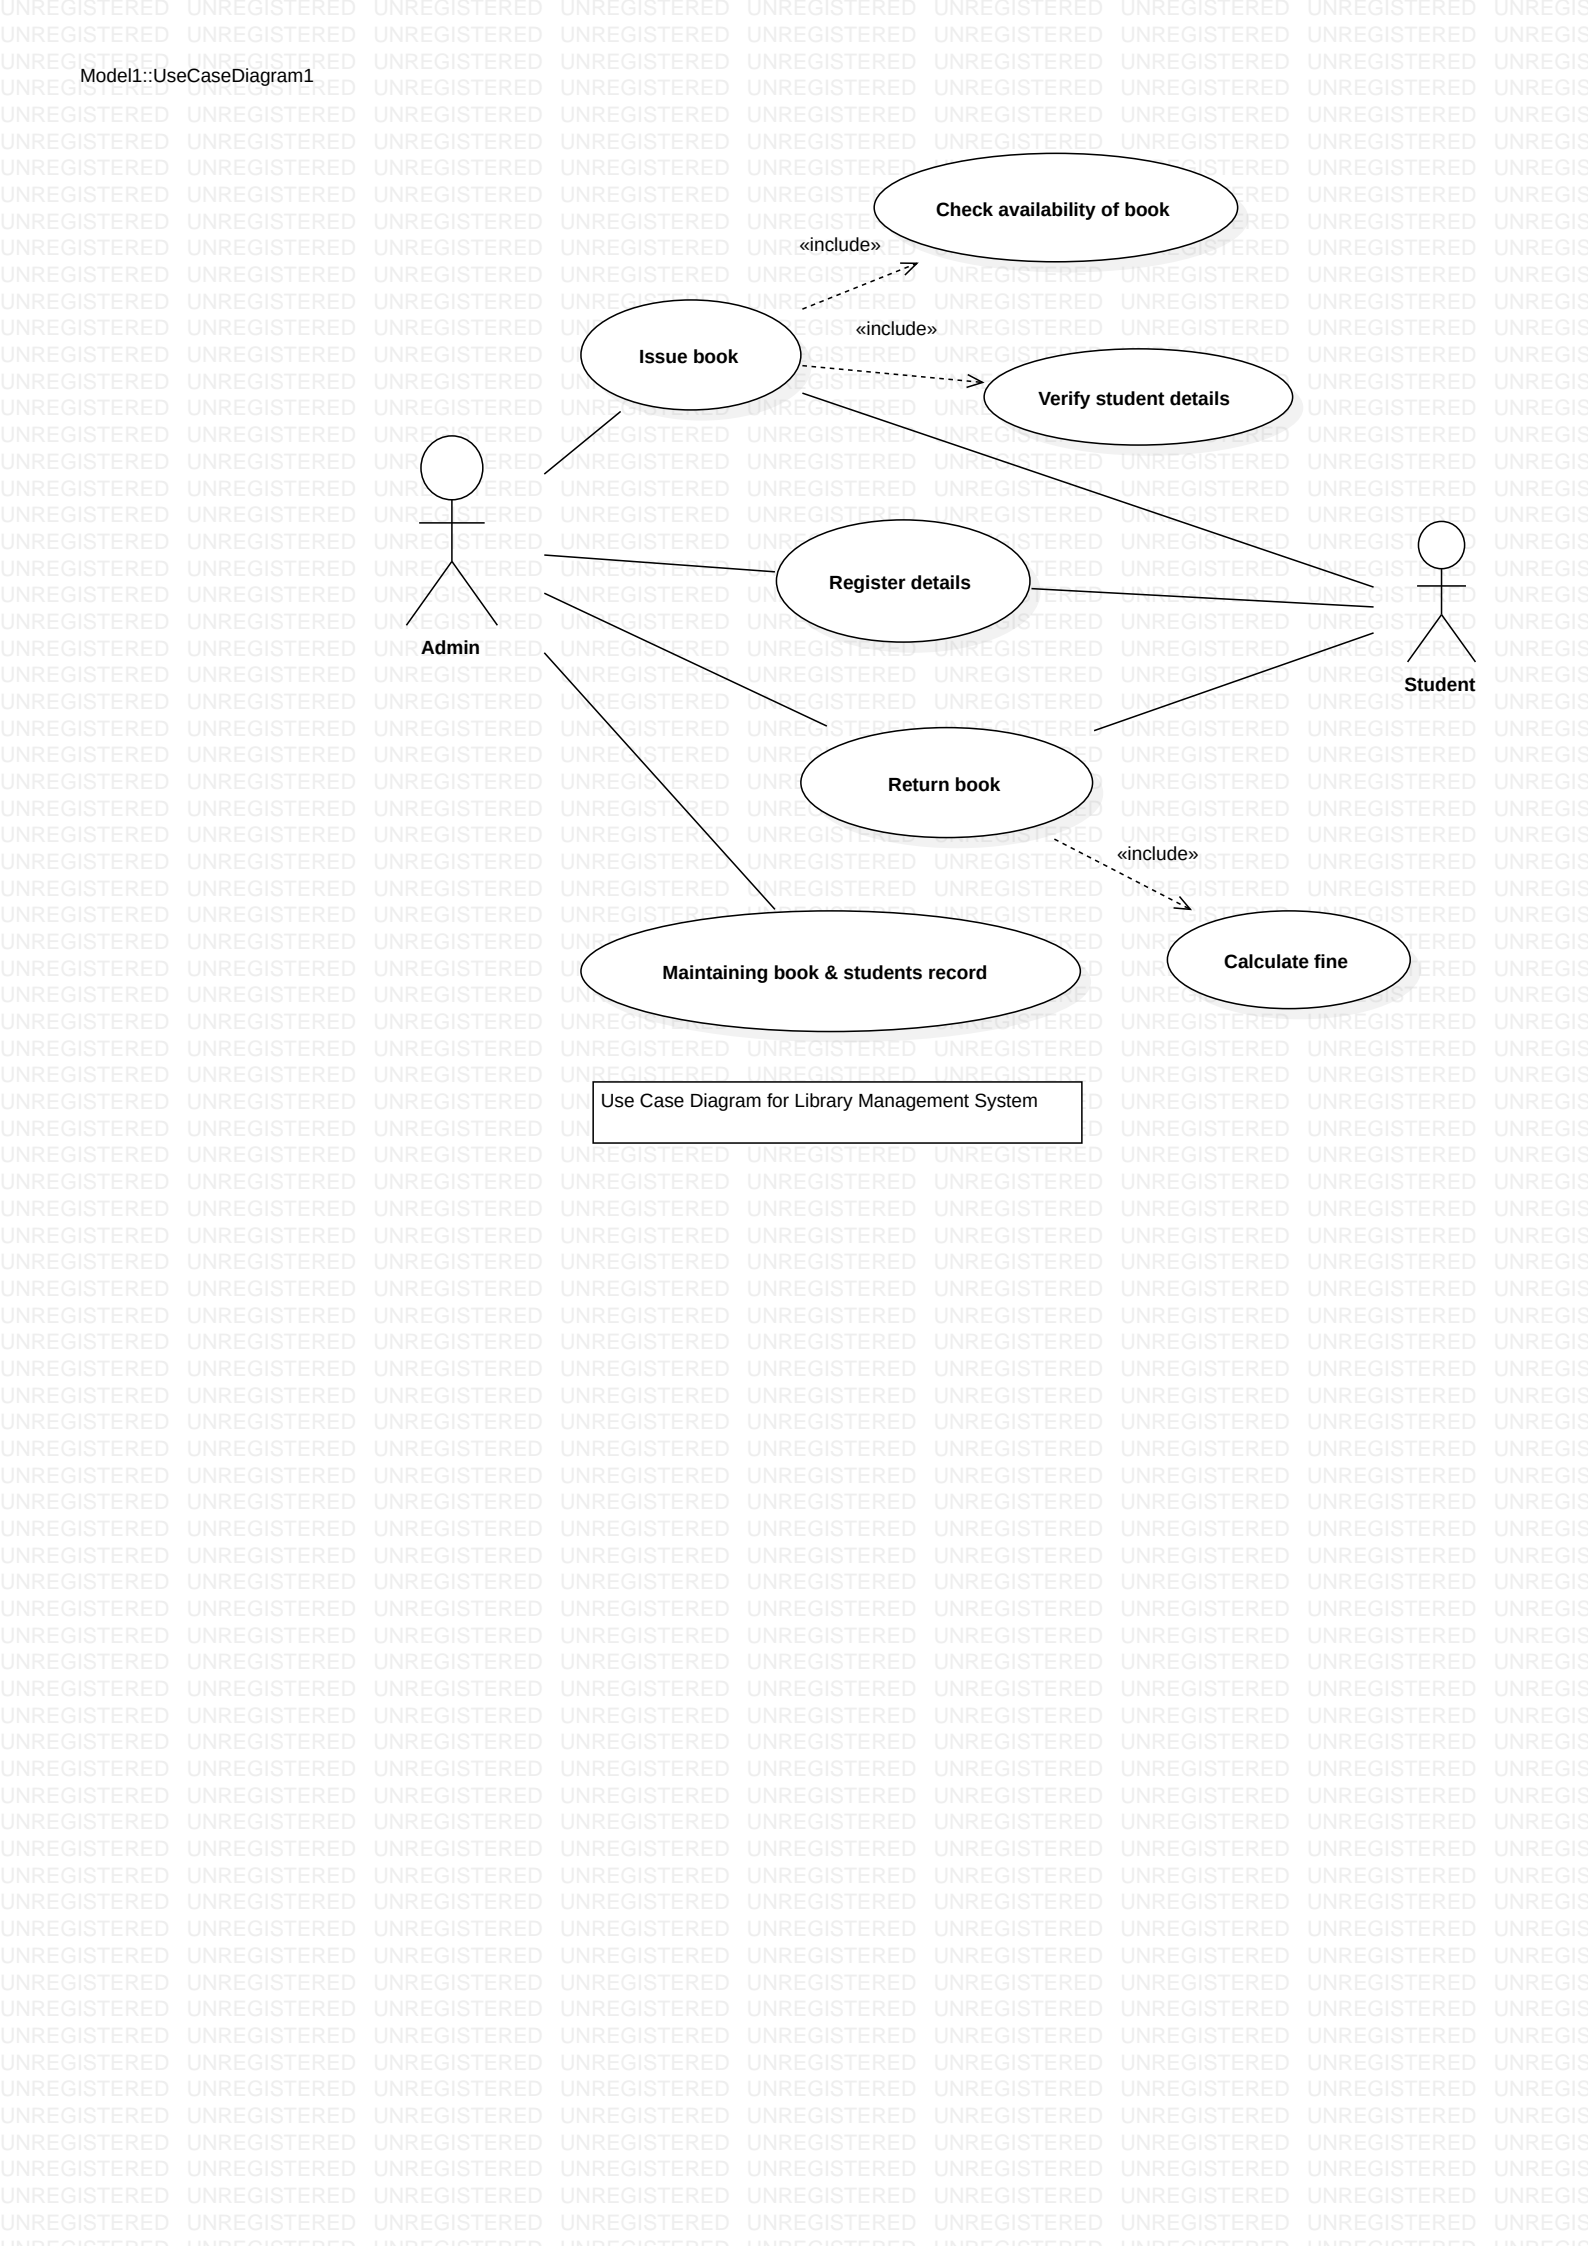 Model1::UseCaseDiagram1
Check availability of book
«include»
«include»
Issue book
Verify student details
Register details
Admin
Student
Return book
«include»
Calculate fine
Maintaining book & students record
Use Case Diagram for Library Management System
UNREGISTERED